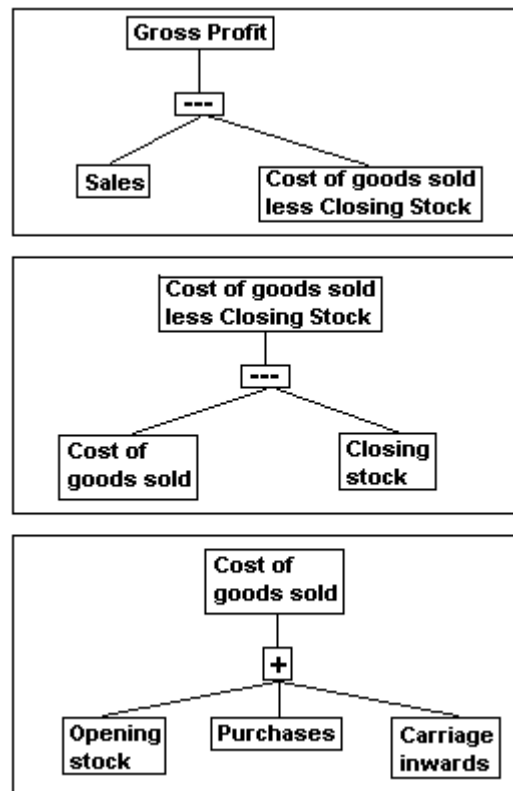 Gross Profit
---
Sales
Cost of goods sold
less Closing Stock
Cost of goods sold
less Closing Stock
---
Cost of
goods sold
Closing
stock
Cost of
goods sold
+
Opening
stock
Purchases
Carriage
inwards